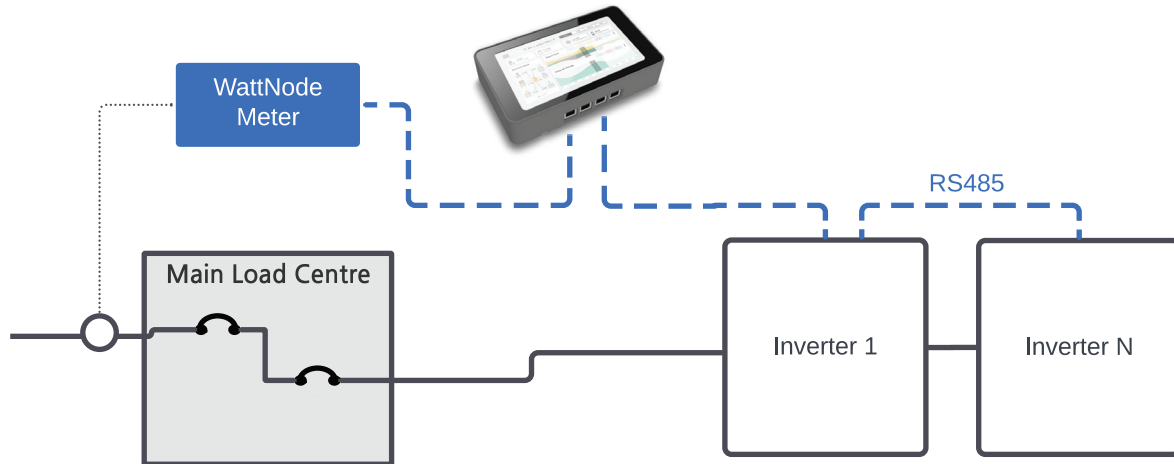 WattNode
Meter
RS485
Main Load Centre
Inverter 1
Inverter N